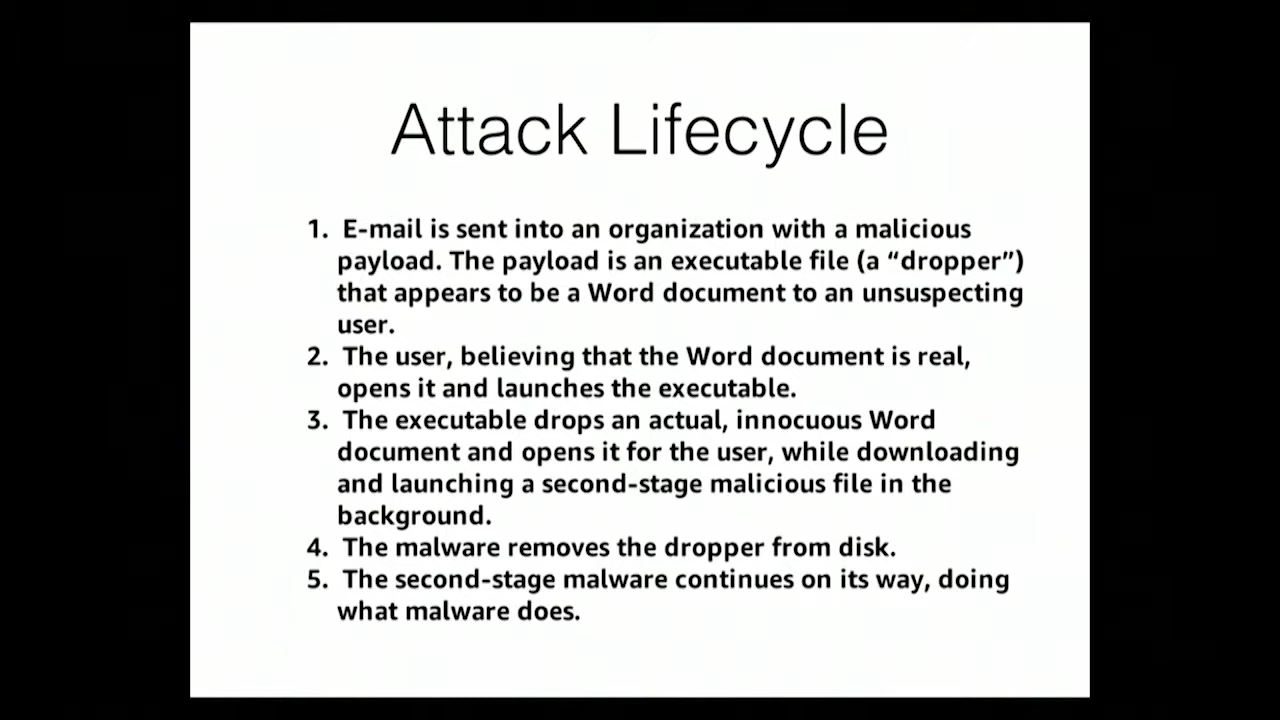 Attack Lifecycle
1. E-mail is sent into an organization with a malicious
payload. The payload is an executable file (a “dropper”)
that appears to be a Word document to an unsuspecting
user.
2. The user, believing that the Word document is real,
opens it and launches the executable.
3. The executable drops an actual, innocuous Word
document and opens it for the user, while downloading
and launching a second-stage malicious file in the
background.
4. The malware removes the dropper from disk.
5. The second-stage malware continues on its way, doing
what malware does.